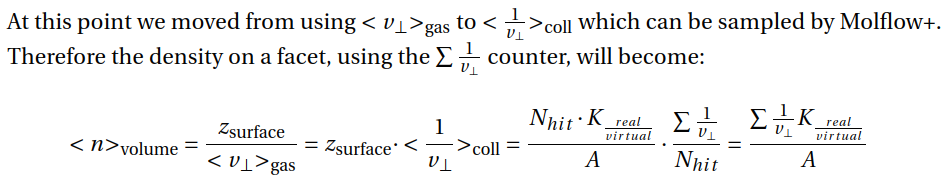 At this point we moved from using < v⊥>gas to < 1/v⊥ >coll which can be sampled by Molflow+.
Therefore the density on a facet, using the ∑ 1/v⊥ counter, will become:
< n>volume = zsurface / < v⊥>gas = zsurface· < 1/v⊥ >coll = Nhit · K real/virtual / A · ∑ 1/v⊥ / Nhit = ∑ 1/v⊥ K real/virtual / A